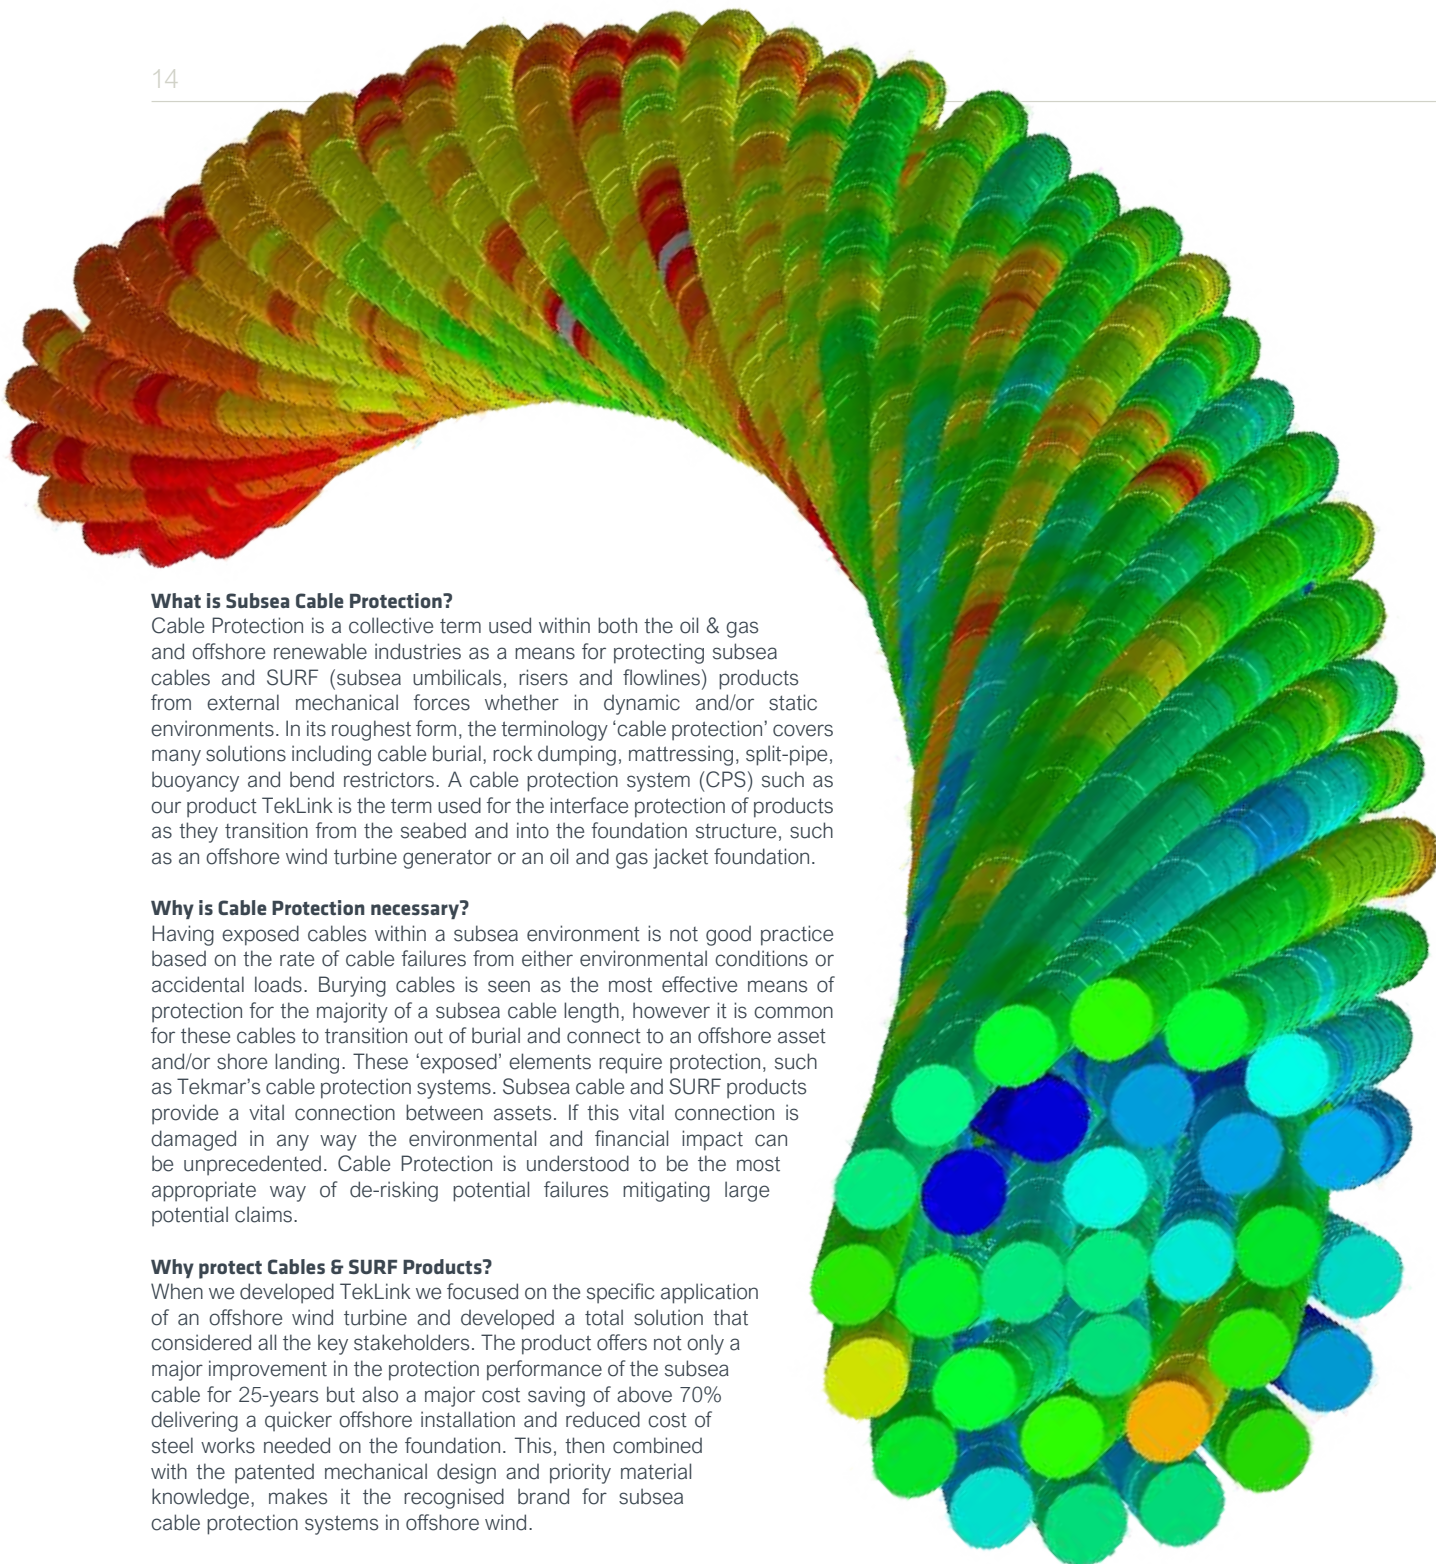 14
What is Subsea Cable Protection?
Cable Protection is a collective term used within both the oil & gas
and offshore renewable industries as a means for protecting subsea
cables and SURF (subsea umbilicals, risers and flowlines) products
from external mechanical forces whether in dynamic and/or static
environments. In its roughest form, the terminology ‘cable protection’ covers
many solutions including cable burial, rock dumping, mattressing, split-pipe,
buoyancy and bend restrictors. A cable protection system (CPS) such as
our product TekLink is the term used for the interface protection of products
as they transition from the seabed and into the foundation structure, such
as an offshore wind turbine generator or an oil and gas jacket foundation.
Why is Cable Protection necessary?
Having exposed cables within a subsea environment is not good practice
based on the rate of cable failures from either environmental conditions or
accidental loads. Burying cables is seen as the most effective means of
protection for the majority of a subsea cable length, however it is common
for these cables to transition out of burial and connect to an offshore asset
and/or shore landing. These ‘exposed’ elements require protection, such
as Tekmar’s cable protection systems. Subsea cable and SURF products
provide a vital connection between assets. If this vital connection is
damaged in any way the environmental and financial impact can
be unprecedented. Cable Protection is understood to be the most
appropriate way of de-risking potential failures mitigating large
potential claims.
Why protect Cables & SURF Products?
When we developed TekLink we focused on the specific application
of an offshore wind turbine and developed a total solution that
considered all the key stakeholders. The product offers not only a
major improvement in the protection performance of the subsea
cable for 25-years but also a major cost saving of above 70%
delivering a quicker offshore installation and reduced cost of
steel works needed on the foundation. This, then combined
with the patented mechanical design and priority material
knowledge, makes it the recognised brand for subsea
cable protection systems in offshore wind.